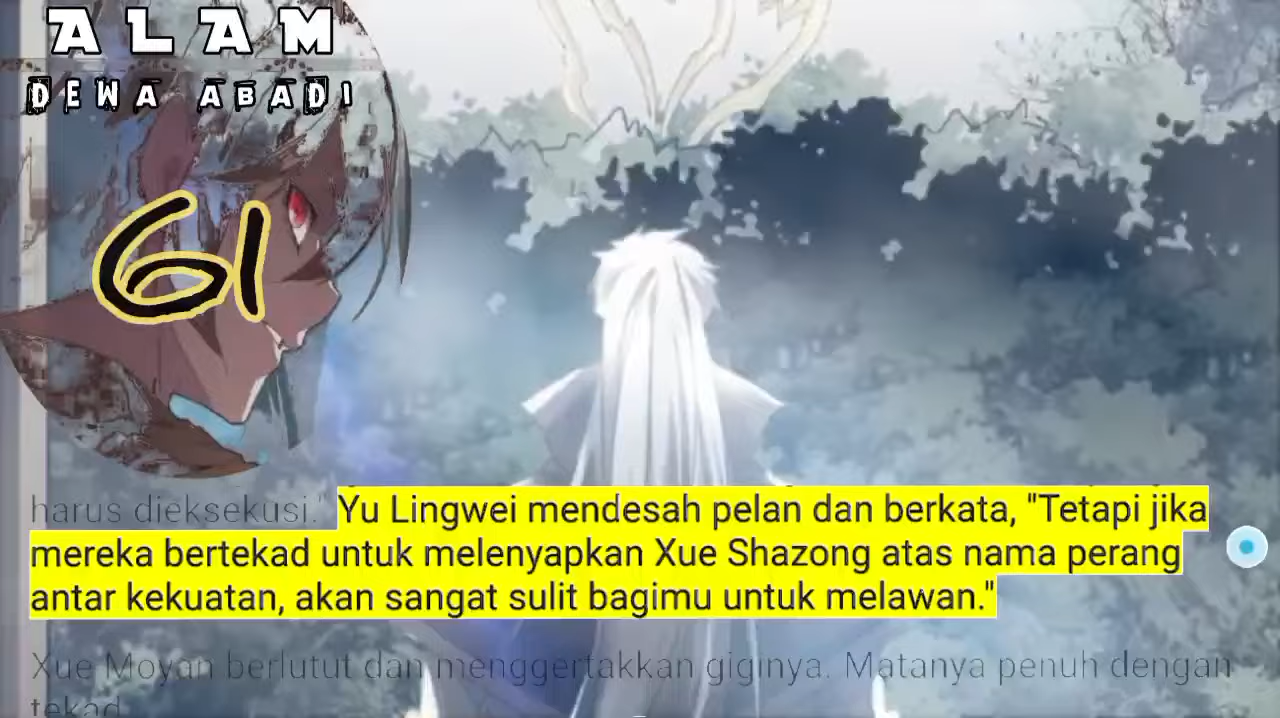 ALAM
DEWA ABADI
61
harus dieksekusi." Yu Lingwei mendesah pelan dan berkata, "Tetapi jika
mereka bertekad untuk melenyapkan Xue Shazong atas nama perang
antar kekuatan, akan sangat sulit bagimu untuk melawan."
Xue Moyan berlutut dan menggertakkan giginya. Matanya penuh dengan
tekad